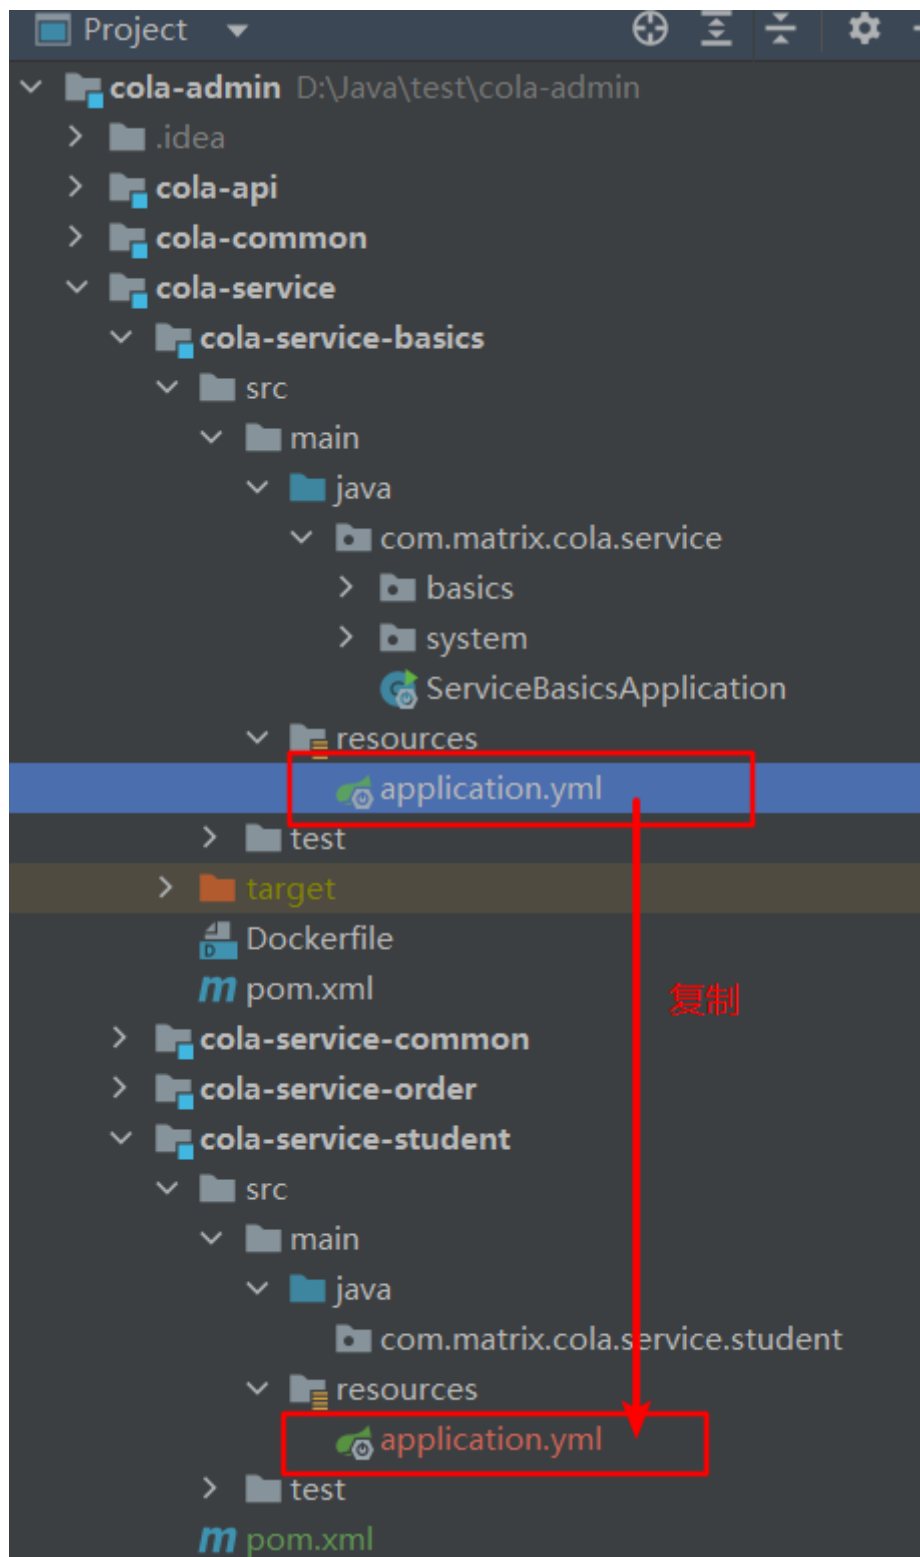 Project
cola-admin D:\Java\test\cola-admin
.idea
cola-api
cola-common
cola-service
cola-service-basics
src
main
java
com.matrix.cola.service
basics
system
ServiceBasicsApplication
resources
application.yml
test
target
Dockerfile
pom.xml
复制
cola-service-common
cola-service-order
cola-service-student
src
main
java
com.matrix.cola.service.student
resources
application.yml
test
pom.xml